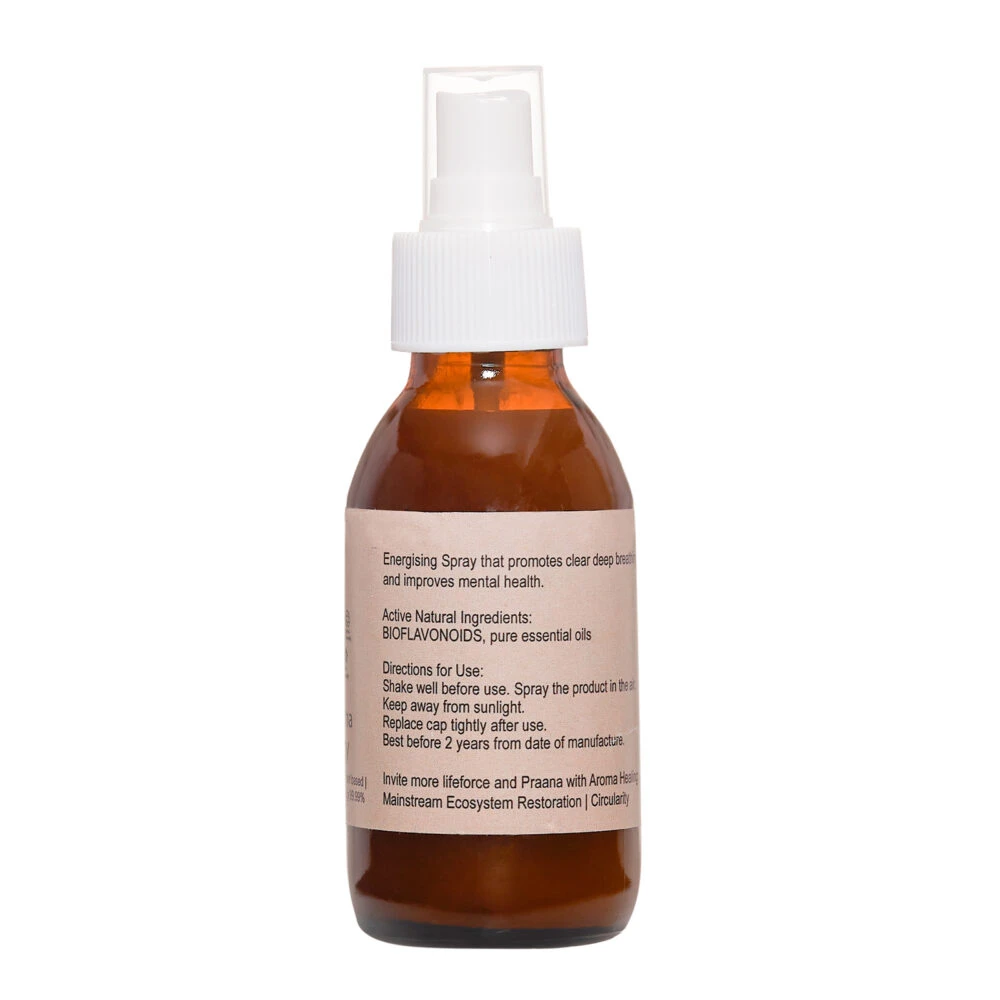 Energising Spray that promotes clear deep
and improves mental health.
Active Natural Ingredients:
BIOFLAVONOIDS, pure essential oils
Directions for Use:
Shake well before use. Spray the product in the
Keep away from sunlight.
Replace cap tightly after use.
Best before 2 years from date of manufacture.
Invite more lifeforce and Praana with Aroma Healing
Mainstream Ecosystem Restoration | Circularity
based |
99.99%